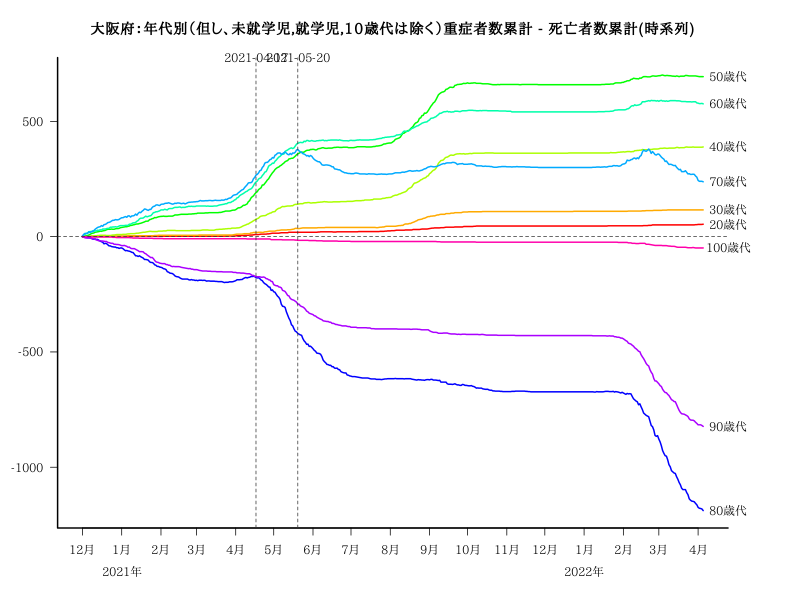 大阪府：年代別（但し、未就学児,就学児,１０歳代は除く）重症者数累計 - 死亡者数累計(時系列)
2021-04-17
2021-05-20
500
0
-500
-1000
50歳代
60歳代
40歳代
70歳代
30歳代
20歳代
100歳代
90歳代
80歳代
12月 1月 2月 3月 4月 5月 6月 7月 8月 9月 10月 11月 12月 1月 2月 3月 4月
2021年 2022年